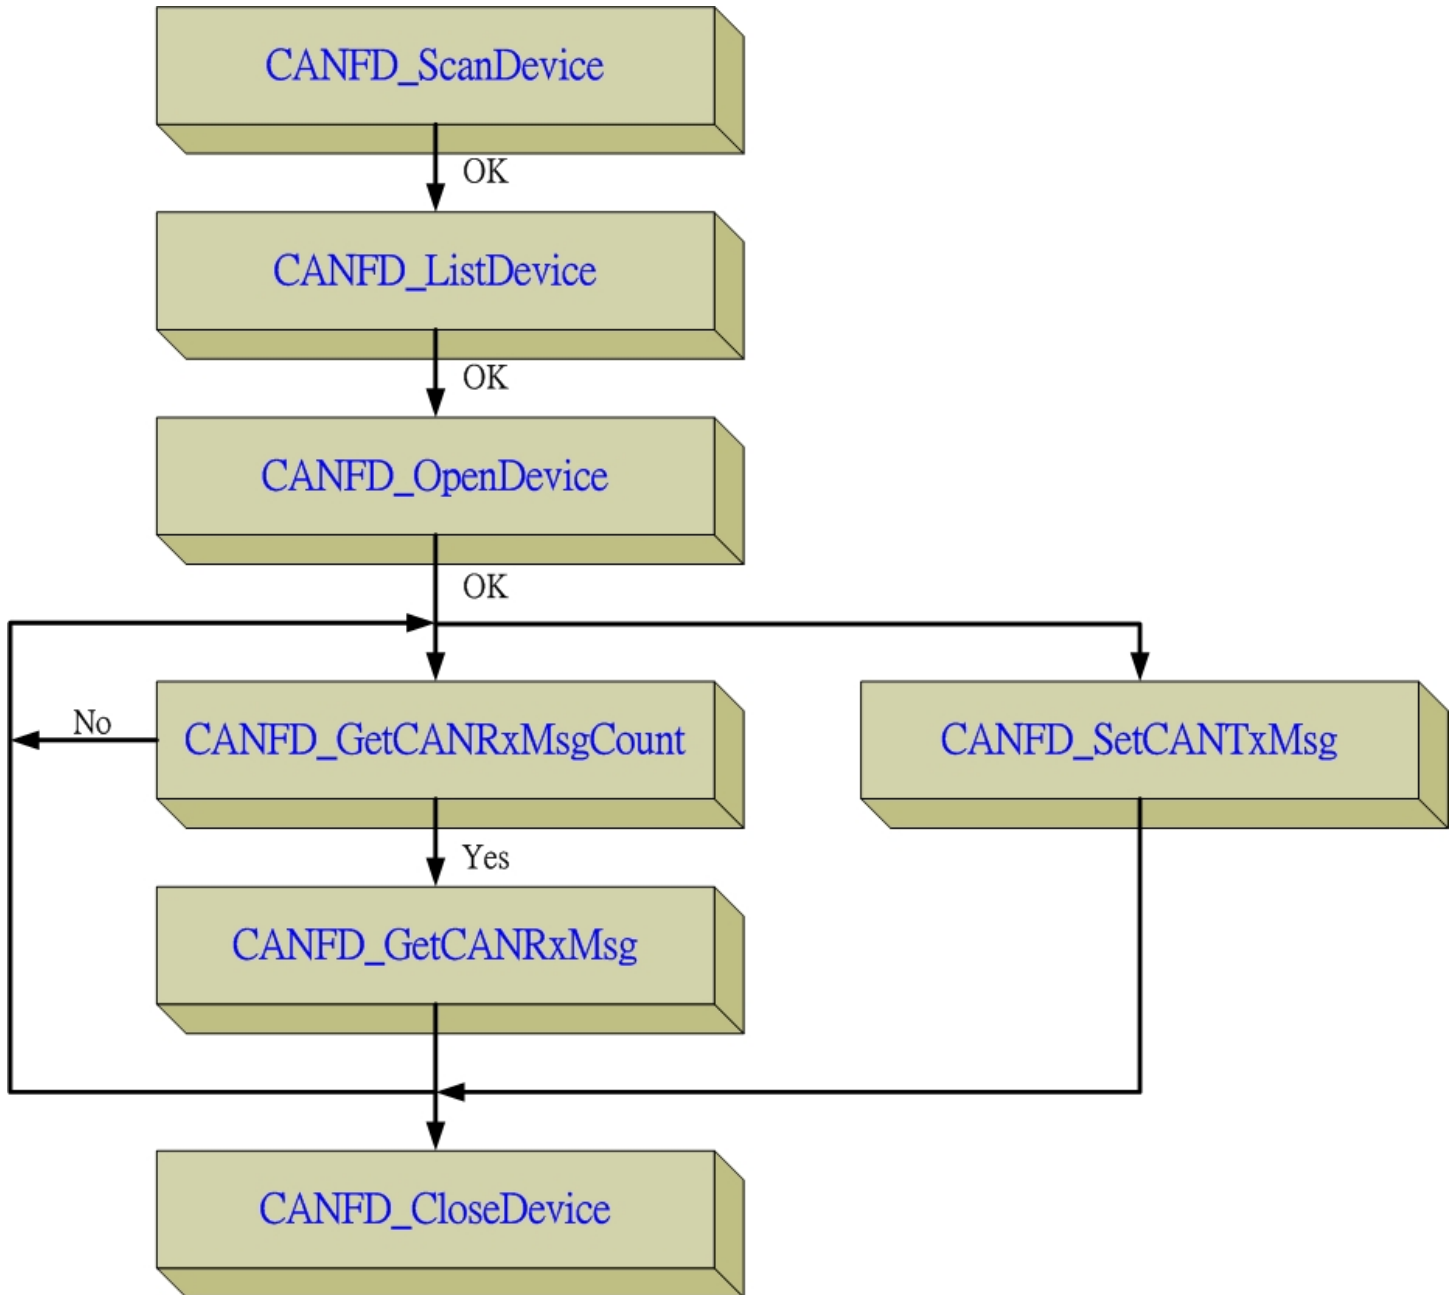 CANFD_ScanDevice
OK
CANFD_ListDevice
OK
CANFD_OpenDevice
OK
No
CANFD_GetCANRxMsgCount
CANFD_SetCANTxMsg
Yes
CANFD_GetCANRxMsg
CANFD_CloseDevice